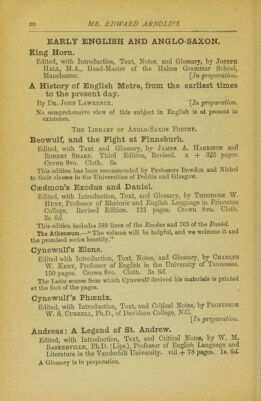 20 MR. EDWARD ARNOLD'S
EARLY ENGLISH AND ANGLO-SAXON.
King Horn.
Edited, with Introduction, Text, Notes, and Glossary, by JOSEPH
HALL, M.A., Head-Master of the Hulme Grammar School,
Manchester. [In preparation.
A History of English Metre, from the earliest times
to the present day.
By DR. JOHN LAWRENCE. [In preparation.
No comprehensive view of this subject in English is at present in
existence.
THE LIBRARY OF ANGLO-SAXON POETRY.
Beowulf, and the Fight at Finnsburh.
Edited, with Text and Glossary, by JAMES A. HARRISON and
ROBERT SHARP. Third Edition, Revised. x + 325 pages.
Crown 8vo. Cloth. 6s.
This edition has been recommended by Professors Dowden and Nichol
to their classes in the Universities of Dublin and Glasgow.
Cædmon's Exodus and Daniel.
Edited, with Introduction, Text, and Glossary, by THEODORE W.
HUNT, Professor of Rhetoric and English Language in Princeton
College. Revised Edition. 121 pages. Crown 8vo. Cloth.
3s. 6d.
This edition includes 589 lines of the Exodus and 765 of the Daniel.
The Athenæum.—"The volume will be helpful, and we welcome it and
the promised series heartily."
Cynewulf's Elene.
Edited with Introduction, Text, Notes, and Glossary, by CHARLES
W. KENT, Professor of English in the University of Tennessee.
150 pages. Crown 8vo. Cloth. 3s. 6d.
The Latin source from which Cynewulf derived his materials is printed
at the foot of the pages.
Cynewulf's Phœnix.
Edited, with Introduction, Text, and Critical Notes, by PROFESSOR
W. S. CURRELL, PH.D., of Davidson College, N.C.
[In preparation.
Andreas: A Legend of St. Andrew.
Edited, with Introduction, Text, and Critical Notes, by W. M.
BASKERVILLE, PH.D. (Lips.), Professor of English Language and
Literature in the Vanderbilt University. viii + 78 pages. 1s. 6d.
A Glossary is in preparation.